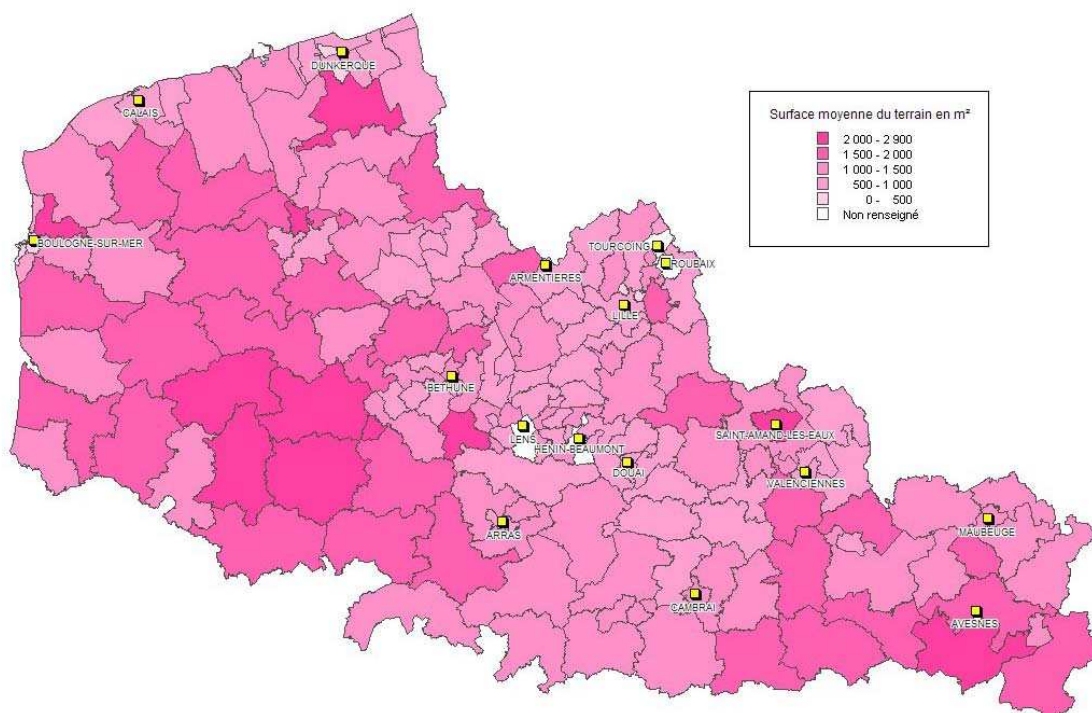 DUNKERQUE
CALAIS
Surface moyenne du terrain en m²
2 000 - 2 900
1 500 - 2 000
1 000 - 1 500
500 - 1 000
0 - 500
Non renseigné
BOULOGNE-SUR-MER
TOURCOING
ROUBAIX
ARMENTIERES
LILLE
BETHUNE
LENS
SAINT-AMAND-LES-EAUX
HENIN-BEAUMONT
DOUAI
VALENCIENNES
ARRAS
MAUBEUGE
CAMBRAI
AVESNES